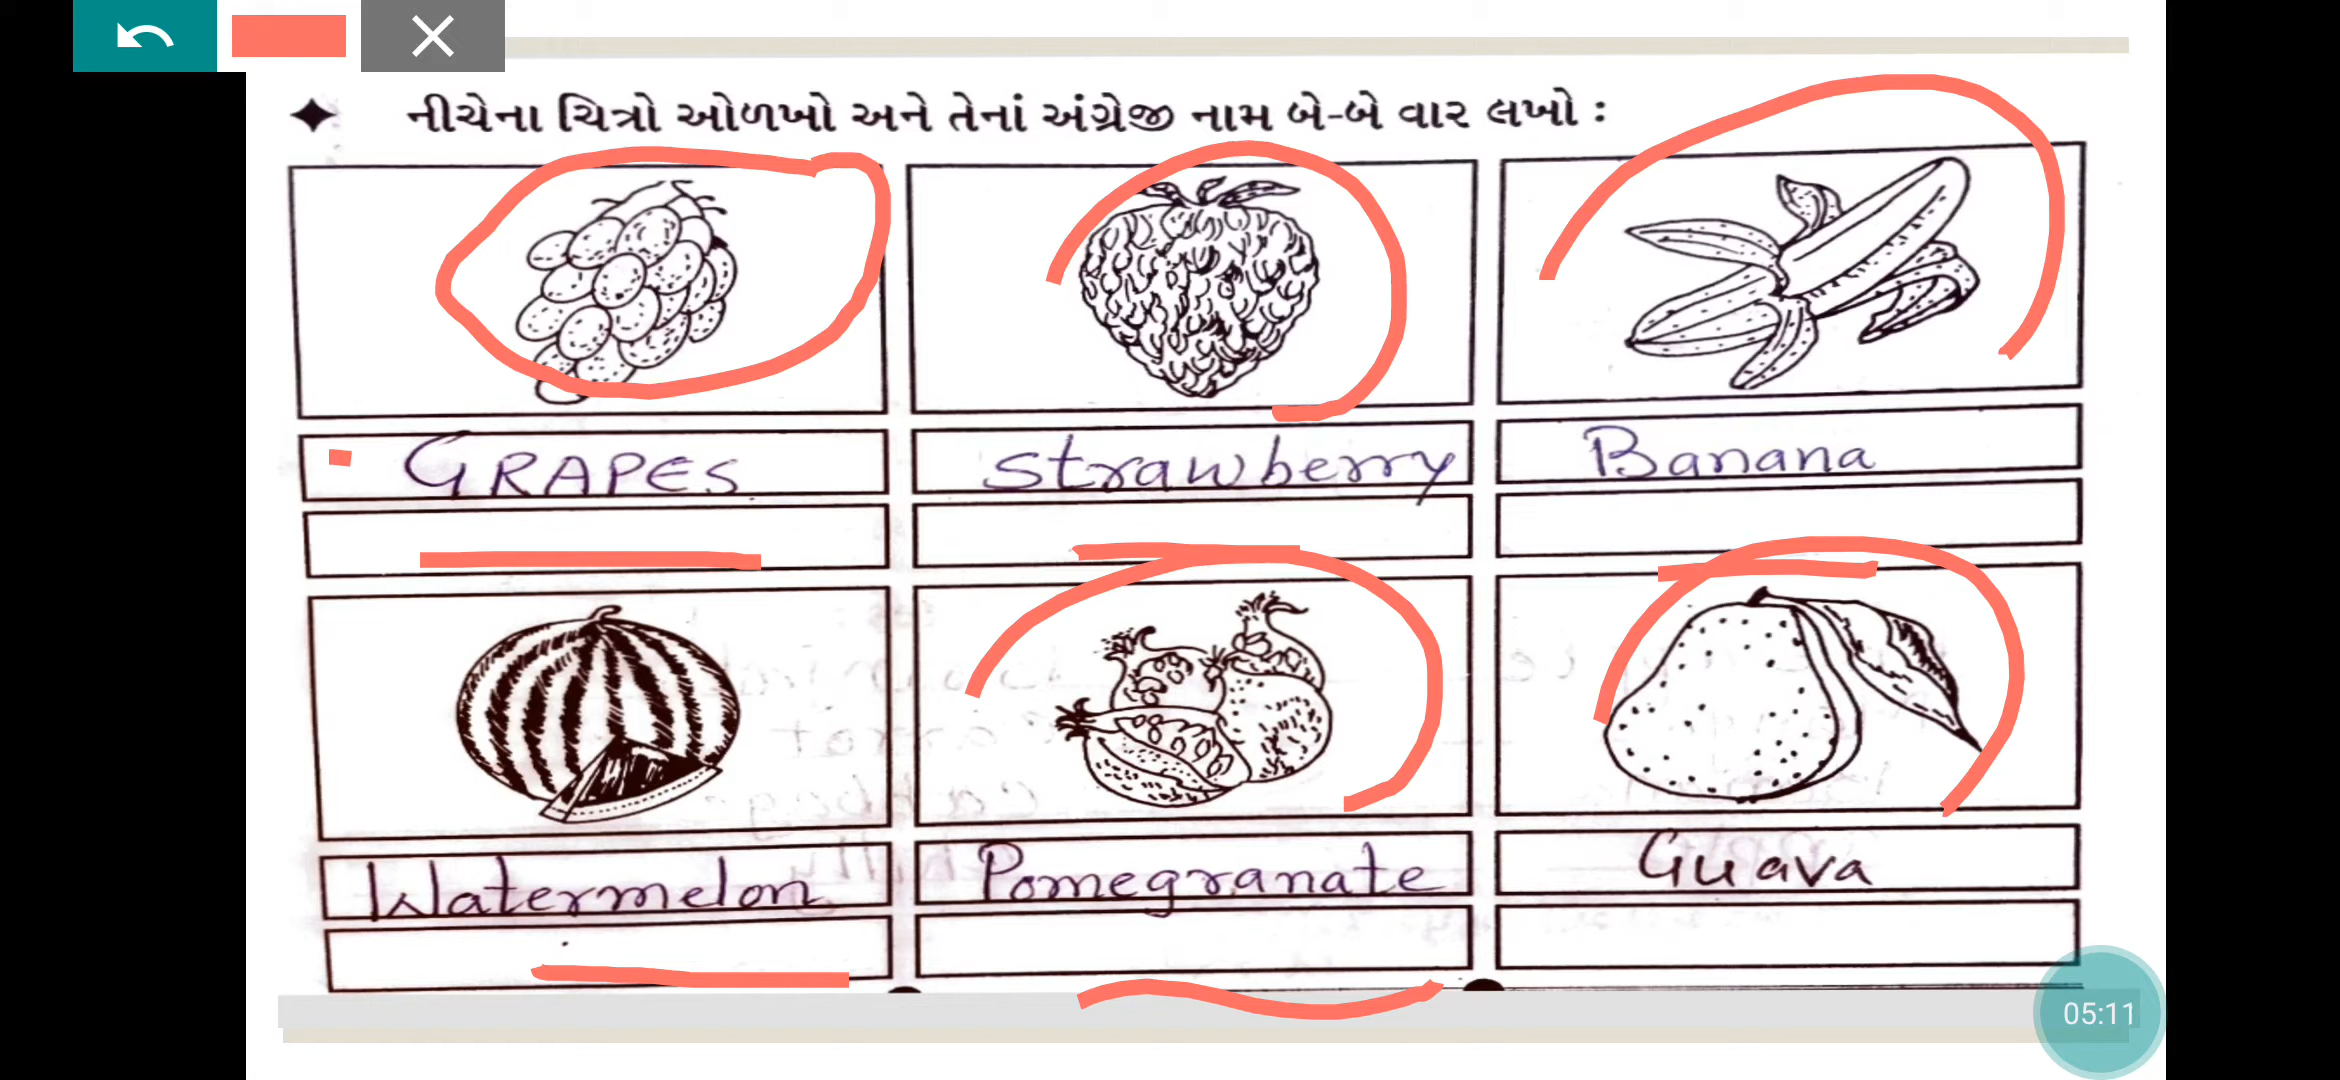 નીચેના ચિત્રો ઓળખો અને તેનાં અંગ્રેજી નામ બે-બે વાર લખો :
GRAPES Strawberry Banana
Watermelon Pomegranate Guava
05:11